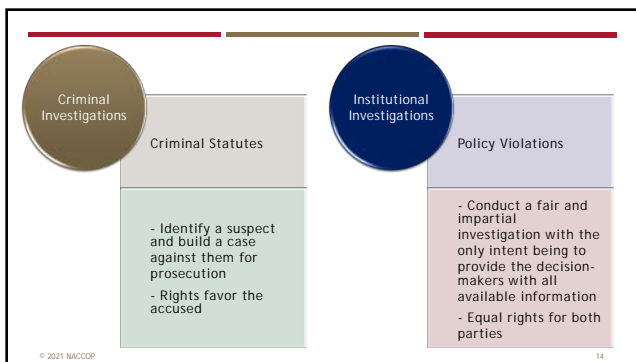 Criminal
Investigations
Criminal Statutes
- Identify a suspect
and build a case
against them for
prosecution
- Rights favor the
accused
Institutional
Investigations
Policy Violations
- Conduct a fair and
impartial
investigation with the
only intent being to
provide the decision-
makers with all
available information
- Equal rights for both
parties
© 2021 NACCOP
14